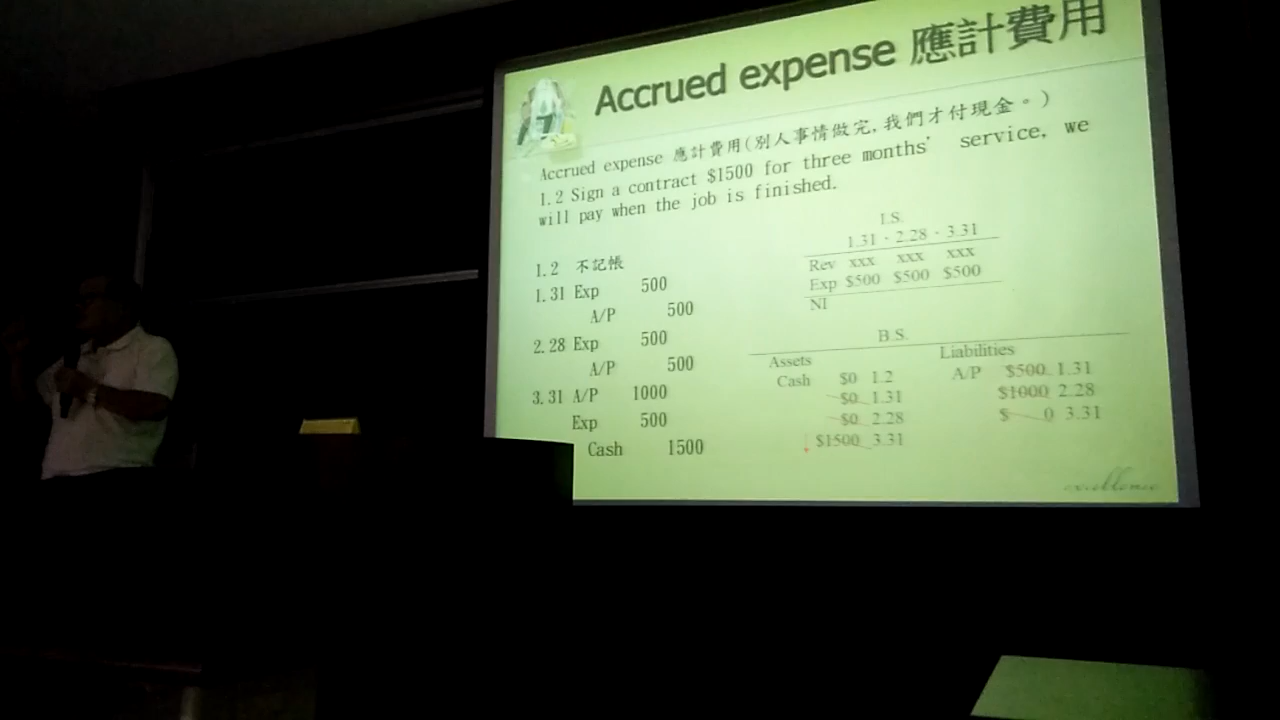 Accrued expense 應計費用
Accrued expense 應計費用(別人事情做完,我們才付現金。)
1.2 Sign a contract $1500 for three months' service, we
will pay when the job is finished.
1.2 不記帳
1.31 Exp 500
A/P 500
2.28 Exp 500
A/P 500
3.31 A/P 1000
Exp 500
Cash 1500
I.S.
1.31 - 2.28 - 3.31
Rev xxx xxx xxx
Exp $500 $500 $500
NI
B.S.
Assets Liabilities
Cash $0 1.2 A/P $500 1.31
$0 1.31 $1000 2.28
$0 2.28 $ 0 3.31
↓ $1500 3.31
excellence